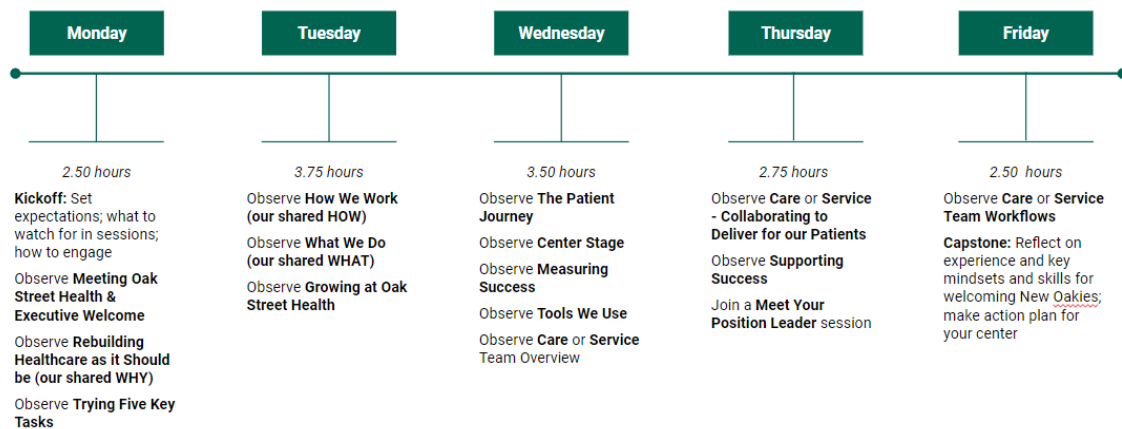 Monday
Tuesday
Wednesday
Thursday
Friday
2.50 hours
Kickoff: Set
expectations; what to
watch for in sessions;
how to engage
Observe Meeting Oak
Street Health &
Executive Welcome
Observe Rebuilding
Healthcare as it Should
be (our shared WHY)
Observe Trying Five Key
Tasks
3.75 hours
Observe How We Work
(our shared HOW)
Observe What We Do
(our shared WHAT)
Observe Growing at Oak
Street Health
3.50 hours
Observe The Patient
Journey
Observe Center Stage
Observe Measuring
Success
Observe Tools We Use
Observe Care or Service
Team Overview
2.75 hours
Observe Care or Service
- Collaborating to
Deliver for our Patients
Observe Supporting
Success
Join a Meet Your
Position Leader session
2.50 hours
Observe Care or Service
Team Workflows
Capstone: Reflect on
experience and key
mindsets and skills for
welcoming New Oakies;
make action plan for
your center